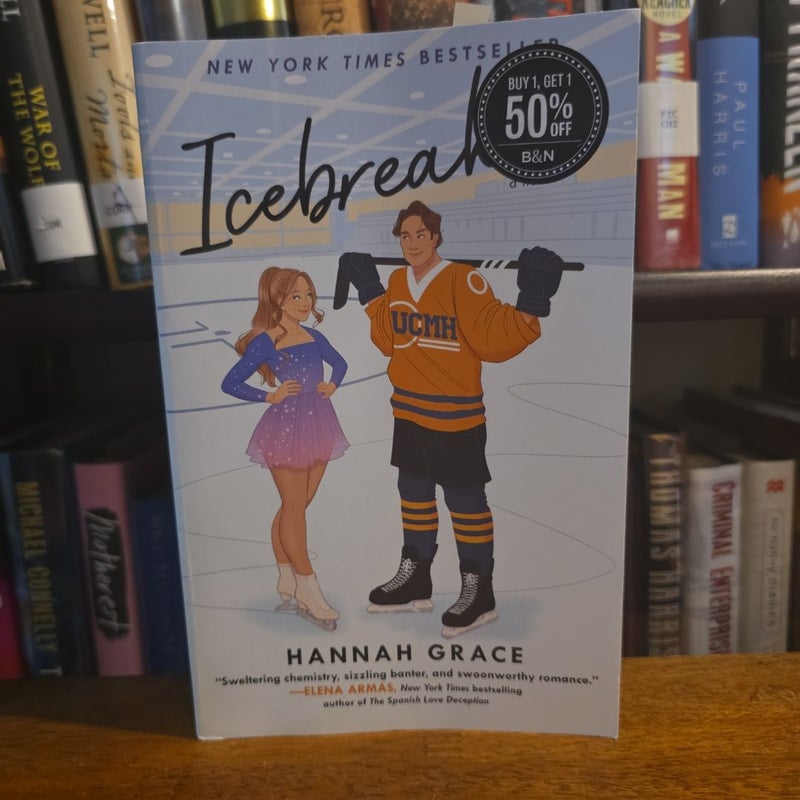 NEW YORK TIMES BESTSELLER
BUY 1, GET 1
50%
OFF
B&N
Icebreak
a
UCMH
HANNAH GRACE
"Sweltering chemistry, sizzling banter, and swoonworthy romance."
—ELENA ARMAS, New York Times bestselling
author of The Spanish Love Deception
WAR OF
THE WOLF
MAN
PAUL
HARRIS
FIC
CHE
MICHAEL CONNELLY
THOMAS HARRIS
CRIMINAL ENTERPRISE